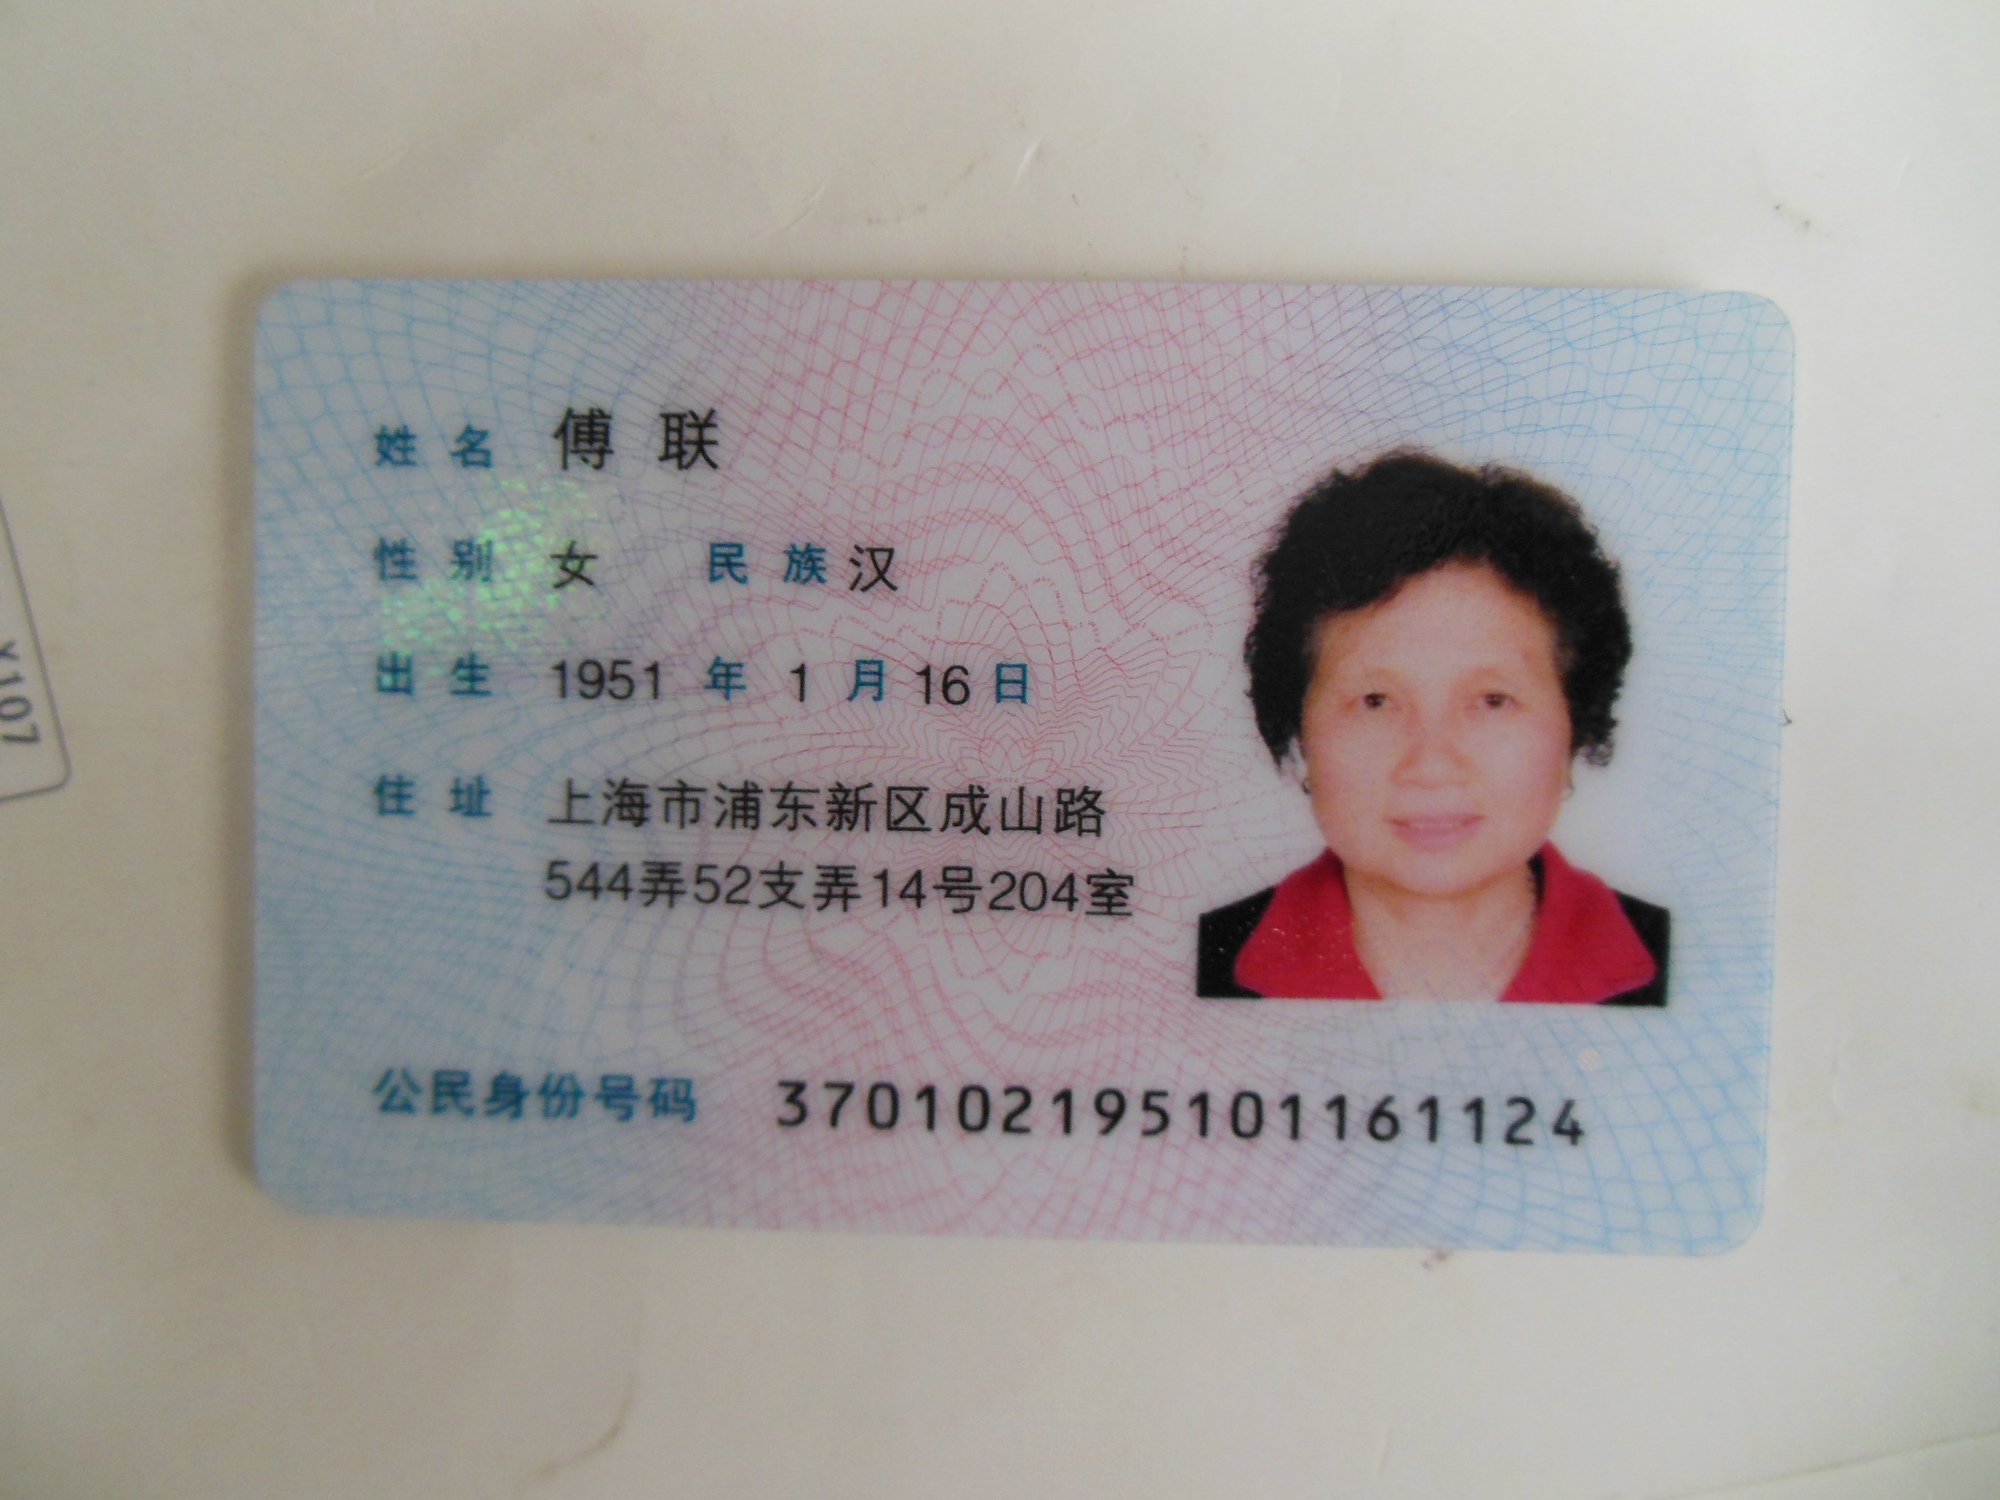 姓名 傅联
性别 女 民族 汉
出生 1951 年 1 月 16 日
住址 上海市浦东新区成山路
544弄52支弄14号204室
公民身份号码 370102195101161124
X107